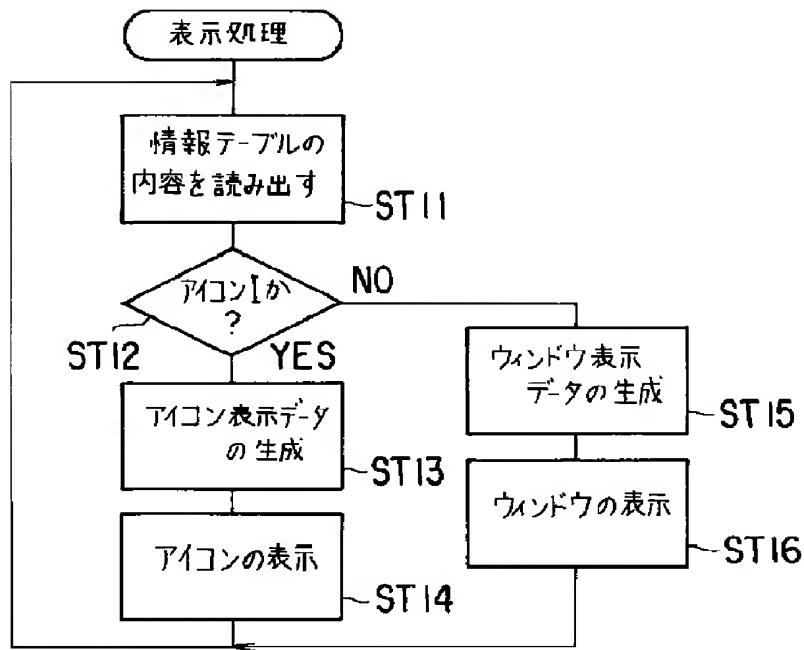 表示処理
情報テーブルの
内容を読み出す
ST11
アイコンIか
?
NO
ST12
YES
アイコン表示データ
の生成
ST13
アイコンの表示
ST14
ウィンドウ表示
データの生成
ST15
ウィンドウの表示
ST16